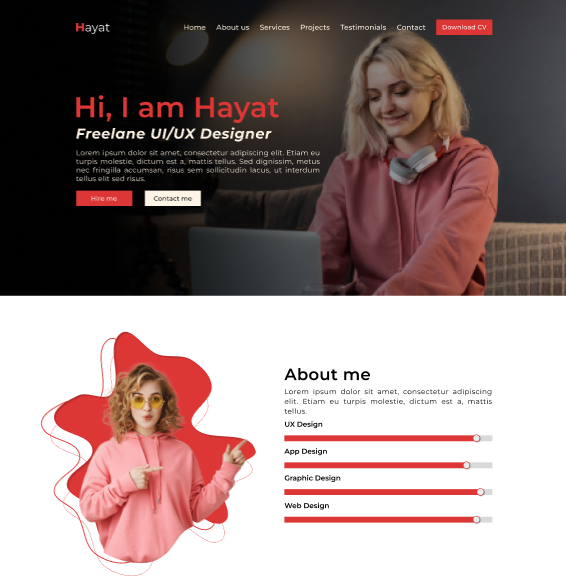 Hayat
Home About us Services Projects Testimonials Contact Download CV
Hi, I am Hayat
Freelane UI/UX Designer
Lorem ipsum dolor sit amet, consectetur adipiscing elit. Etiam eu
turpis molestie, dictum est a, mattis tellus. Sed dignissim, metus
nec fringilla accumsan, risus sem sollicitudin lacus, ut interdum
tellus elit sed risus.
Hire me Contact me
About me
Lorem ipsum dolor sit amet, consectetur adipiscing
elit. Etiam eu turpis molestie, dictum est a, mattis
tellus.
UX Design
App Design
Graphic Design
Web Design